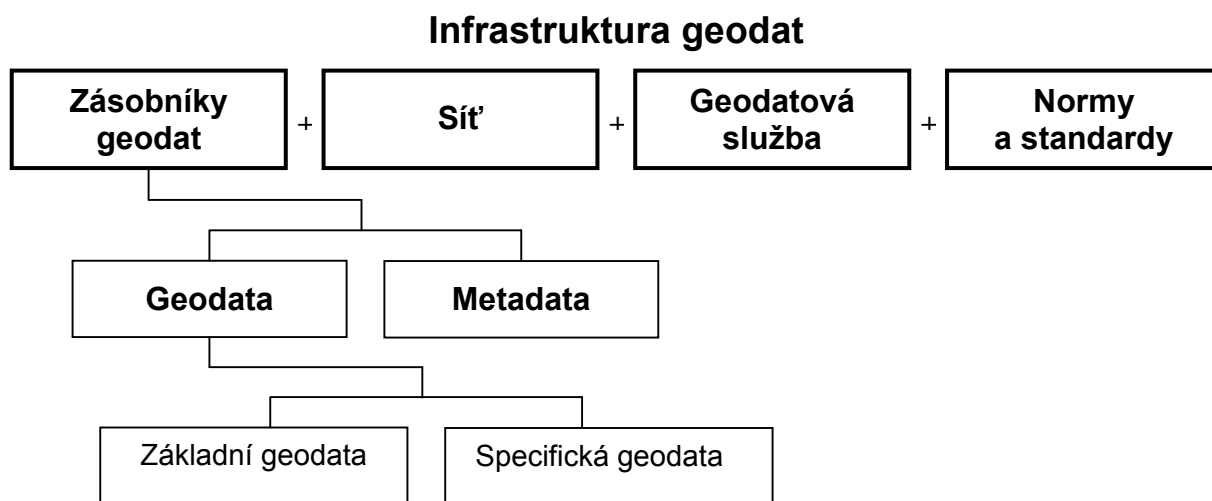 Infrastruktura geodat
Zásobníky
geodat
+
Síť
+
Geodatová
služba
+
Normy
a standardy
Geodata
Metadata
Základní geodata
Specifická geodata